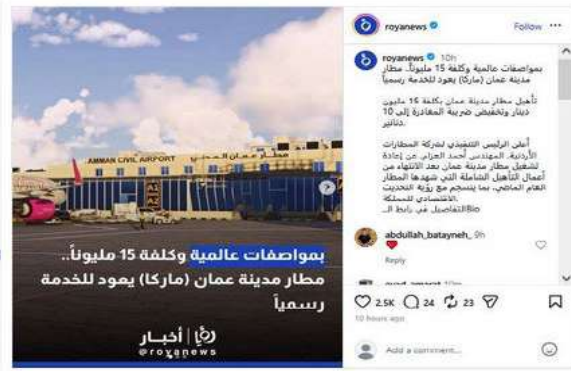 AMMAN CIVIL AIRPORT
مطار عمان المدني
A1
A2
بمواصفات عالمية وكلفة 15 مليوناً..
مطار مدينة عمان (ماركا) يعود للخدمة
رسمياً
رؤيا | أخبار
@royanews
royanews
Follow
...
royanews 10h
بمواصفات عالمية وكلفة 15 مليوناً.. مطار
مدينة عمان (ماركا) يعود للخدمة رسمياً
تأهيل مطار مدينة عمان بكلفة 15 مليون
دينار وتخفيض ضريبة المغادرة إلى 10
دنانير.
أعلن الرئيس التنفيذي لشركة المطارات
الأردنية، المهندس أحمد العزام، عن إعادة
تشغيل مطار مدينة عمان بعد الانتهاء من
أعمال التأهيل الشاملة التي شهدها المطار
العام الماضي، بما ينسجم مع رؤية التحديث
الاقتصادي للمملكة.
التفاصيل في رابط الـBio
abdullah_batayneh_ 9h
❤️
Reply
2.5K
24
23
10 hours ago
Add a comment...